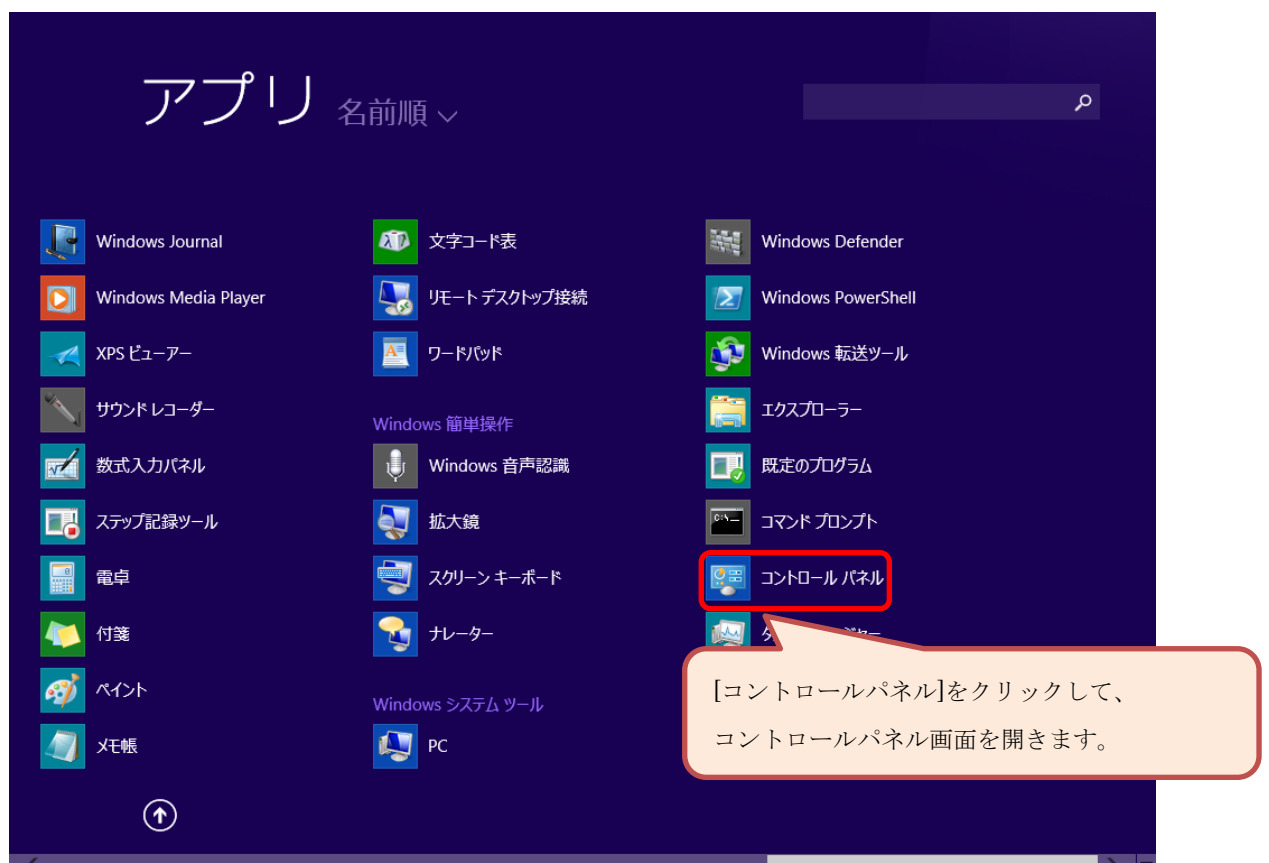 アプリ 名前順
Windows Journal
Windows Media Player
XPS ビューアー
サウンド レコーダー
数式入力パネル
ステップ記録ツール
電卓
付箋
ペイント
メモ帳
文字コード表
リモート デスクトップ接続
ワードパッド
Windows 簡単操作
Windows 音声認識
拡大鏡
スクリーン キーボード
ナレーター
Windows システム ツール
PC
Windows Defender
Windows PowerShell
Windows 転送ツール
エクスプローラー
既定のプログラム
コマンド プロンプト
コントロール パネル
[コントロールパネル]をクリックして、
コントロールパネル画面を開きます。